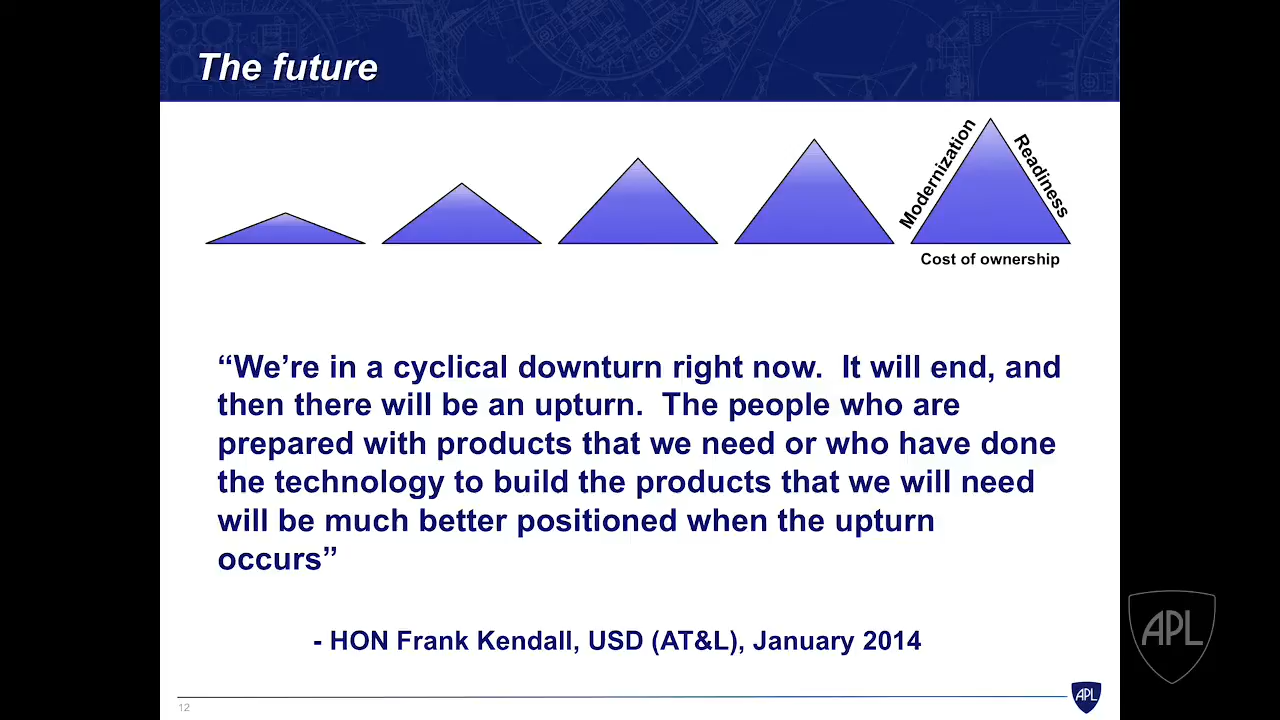 The future
Modernization
Readiness
Cost of ownership
“We’re in a cyclical downturn right now.  It will end, and
then there will be an upturn.  The people who are
prepared with products that we need or who have done
the technology to build the products that we will need
will be much better positioned when the upturn
occurs”
- HON Frank Kendall, USD (AT&L), January 2014
12
APL
APL